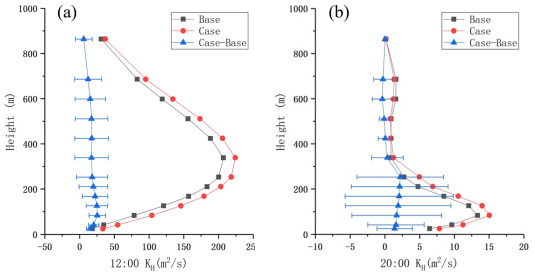 (a)
Base
Case
Case-Base
1000
800
600
400
200
0
Height (m)
-50 0 50 100 150 200 25
12:00 K_H(m²/s)
(b)
Base
Case
Case-Base
1000
800
600
400
200
0
Height (m)
-10 -5 0 5 10 15 20
20:00 K_H(m²/s)